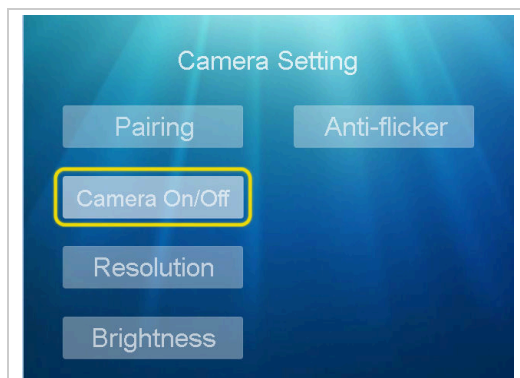 Camera Setting
Pairing
Anti-flicker
Camera On/Off
Resolution
Brightness